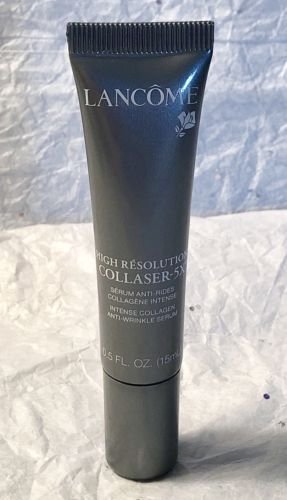 LANCÔME
HIGH RÉSOLUTION
COLLASER-5X
SÉRUM ANTI-RIDES
COLLAGÈNE INTENSE
INTENSE COLLAGEN
ANTI-WRINKLE SERUM
0.5 FL. OZ. (15mL